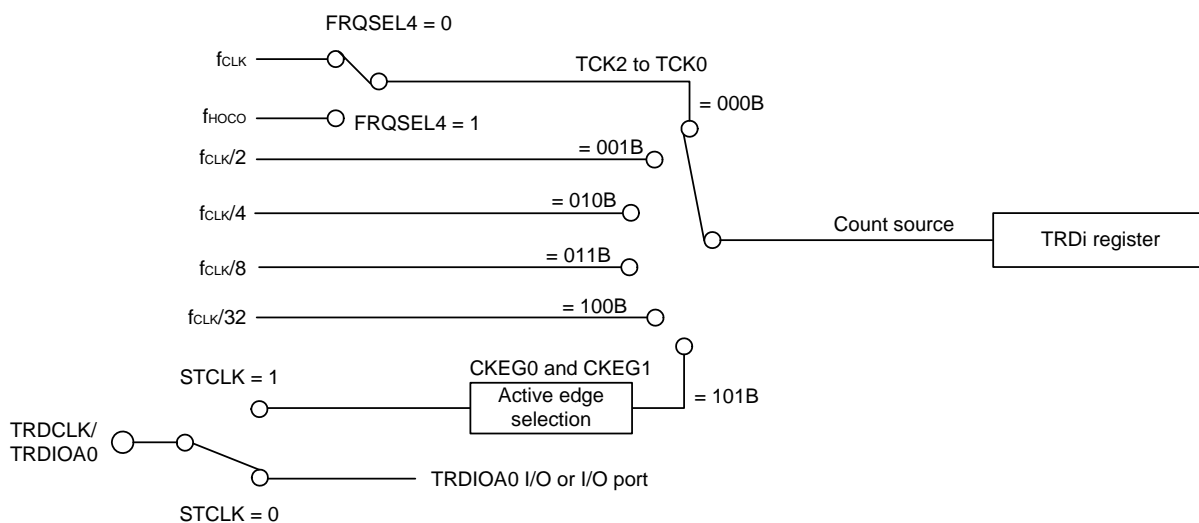 FRQSEL4 = 0
fCLK
TCK2 to TCK0
= 000B
fHOCO
FRQSEL4 = 1
fCLK/2
= 001B
fCLK/4
= 010B
Count source
TRDi register
fCLK/8
= 011B
fCLK/32
= 100B
STCLK = 1
CKEG0 and CKEG1
Active edge
selection
= 101B
TRDCLK/
TRDIOA0
TRDIOA0 I/O or I/O port
STCLK = 0